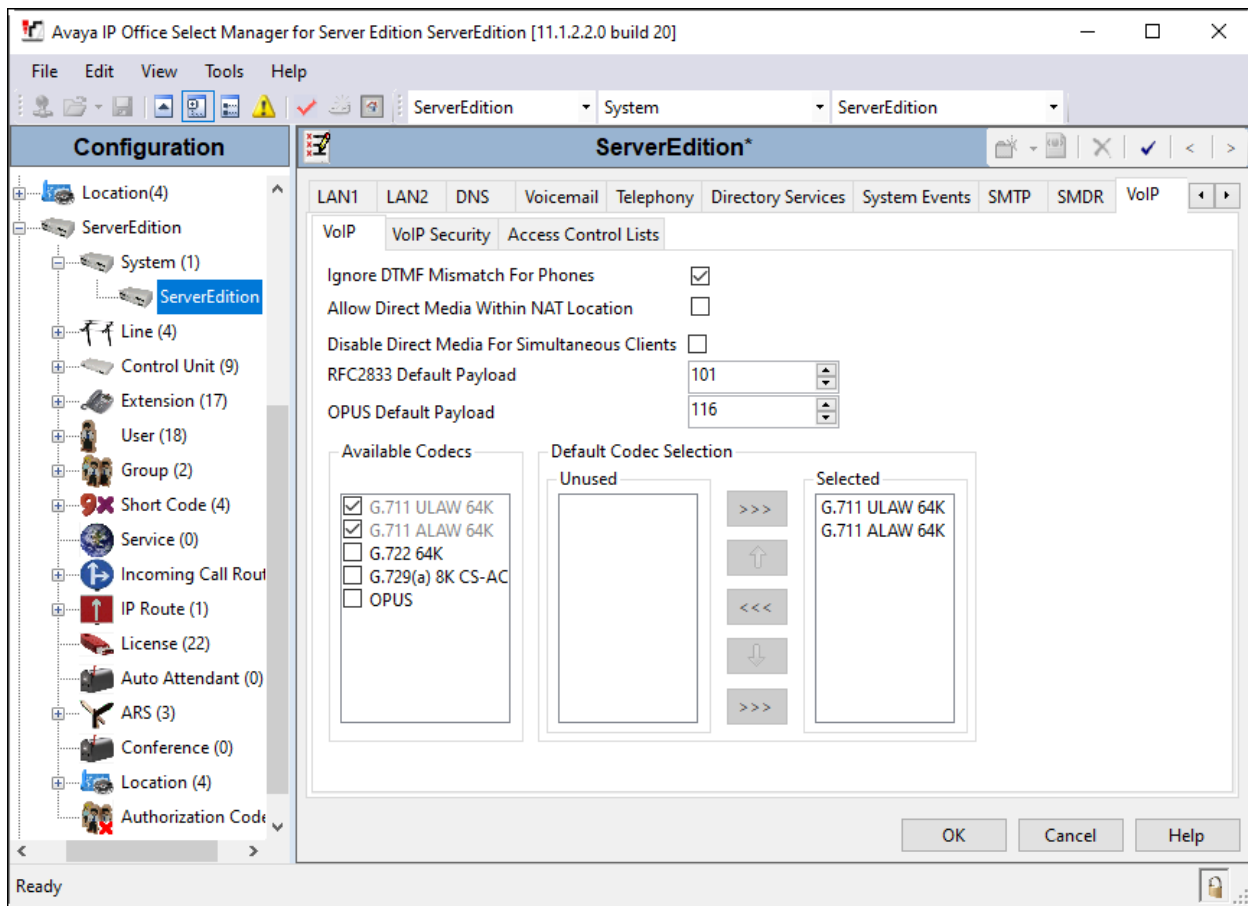 Avaya IP Office Select Manager for Server Edition ServerEdition [11.1.2.2.0 build 20]
File Edit View Tools Help
ServerEdition System ServerEdition
Configuration
Location(4)
ServerEdition
System (1)
ServerEdition
Line (4)
Control Unit (9)
Extension (17)
User (18)
Group (2)
Short Code (4)
Service (0)
Incoming Call Rout
IP Route (1)
License (22)
Auto Attendant (0)
ARS (3)
Conference (0)
Location (4)
Authorization Code
ServerEdition*
LAN1 LAN2 DNS Voicemail Telephony Directory Services System Events SMTP SMDR VoIP
VoIP VoIP Security Access Control Lists
Ignore DTMF Mismatch For Phones
Allow Direct Media Within NAT Location
Disable Direct Media For Simultaneous Clients
RFC2833 Default Payload 101
OPUS Default Payload 116
Available Codecs
G.711 ULAW 64K
G.711 ALAW 64K
G.722 64K
G.729(a) 8K CS-AC
OPUS
Default Codec Selection
Unused
>>>
<<<
>>>
Selected
G.711 ULAW 64K
G.711 ALAW 64K
OK Cancel Help
Ready